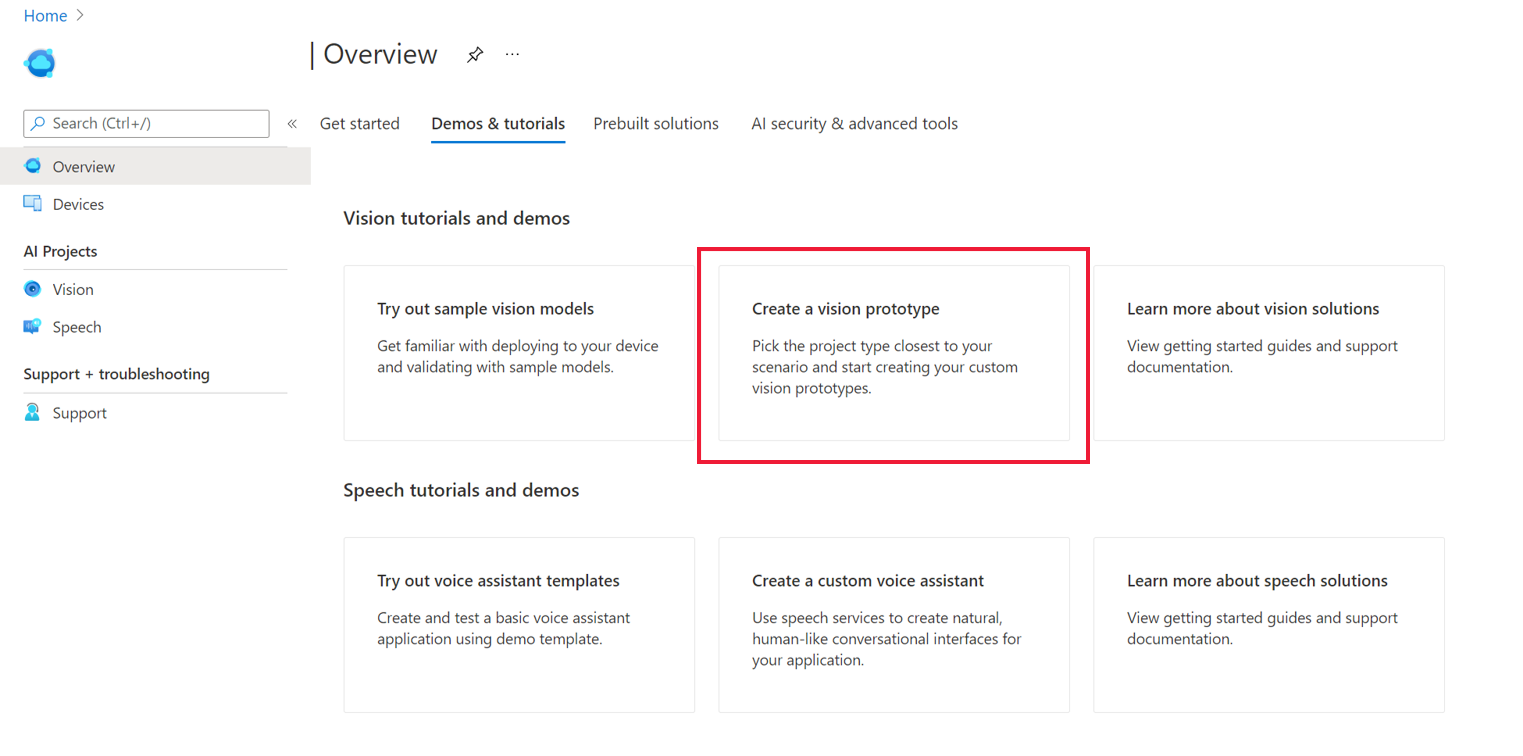 Home
Overview
Search (Ctrl+/)
Overview
Devices
AI Projects
Vision
Speech
Support + troubleshooting
Support
Get started
Demos & tutorials
Prebuilt solutions
AI security & advanced tools
Vision tutorials and demos
Try out sample vision models
Get familiar with deploying to your device
and validating with sample models.
Create a vision prototype
Pick the project type closest to your
scenario and start creating your custom
vision prototypes.
Learn more about vision solutions
View getting started guides and support
documentation.
Speech tutorials and demos
Try out voice assistant templates
Create and test a basic voice assistant
application using demo template.
Create a custom voice assistant
Use speech services to create natural,
human-like conversational interfaces for
your application.
Learn more about speech solutions
View getting started guides and support
documentation.